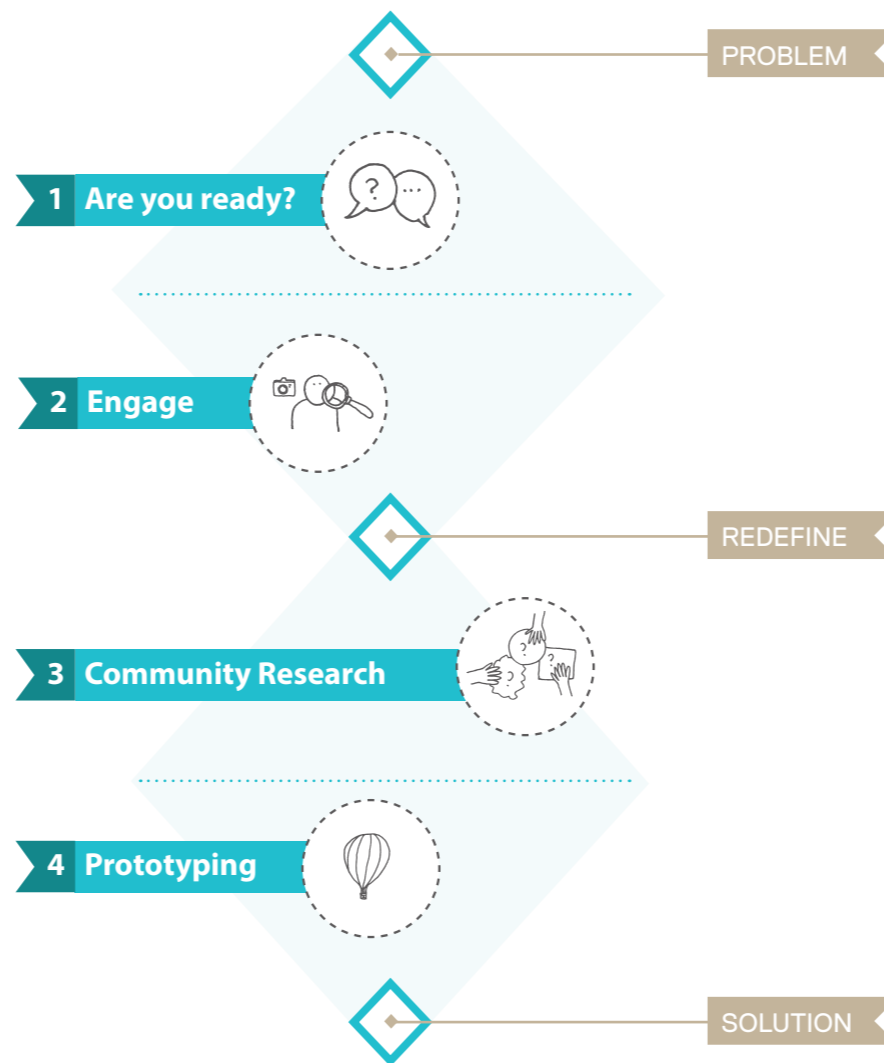 PROBLEM
1 Are you ready?
?
...
2 Engage
REDEFINE
3 Community Research
4 Prototyping
SOLUTION